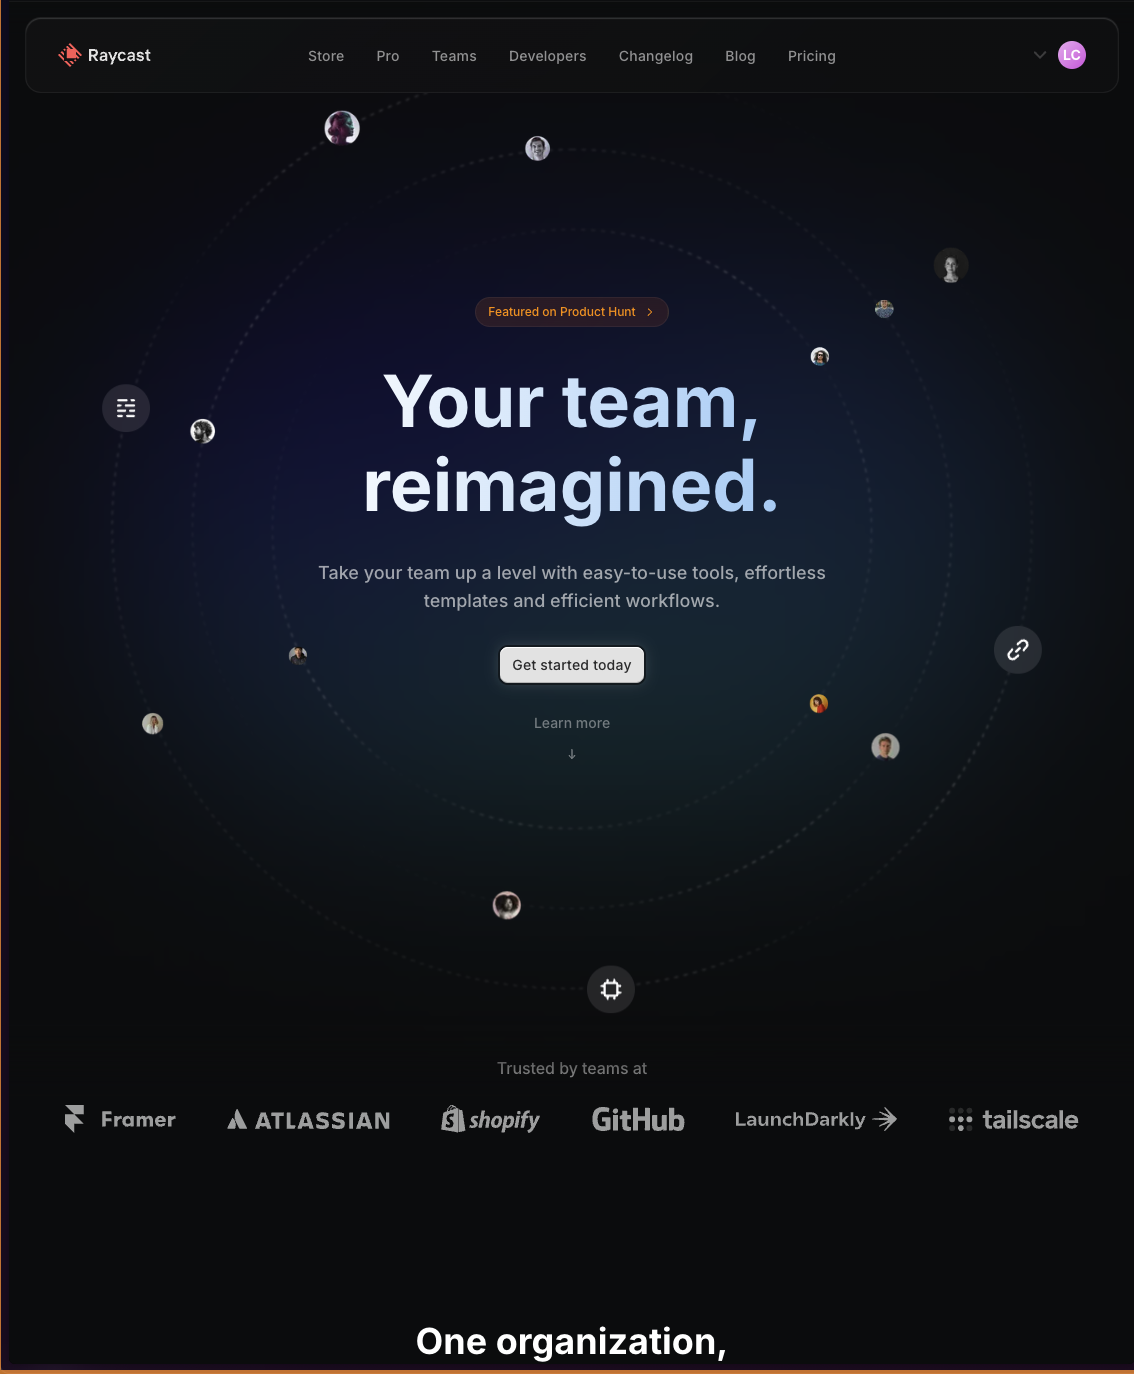 Raycast
Store
Pro
Teams
Developers
Changelog
Blog
Pricing
LC
Featured on Product Hunt
Your team,
reimagined.
Take your team up a level with easy-to-use tools, effortless
templates and efficient workflows.
Get started today
Learn more
Trusted by teams at
Framer
ATLASSIAN
shopify
GitHub
LaunchDarkly
tailscale
One organization,